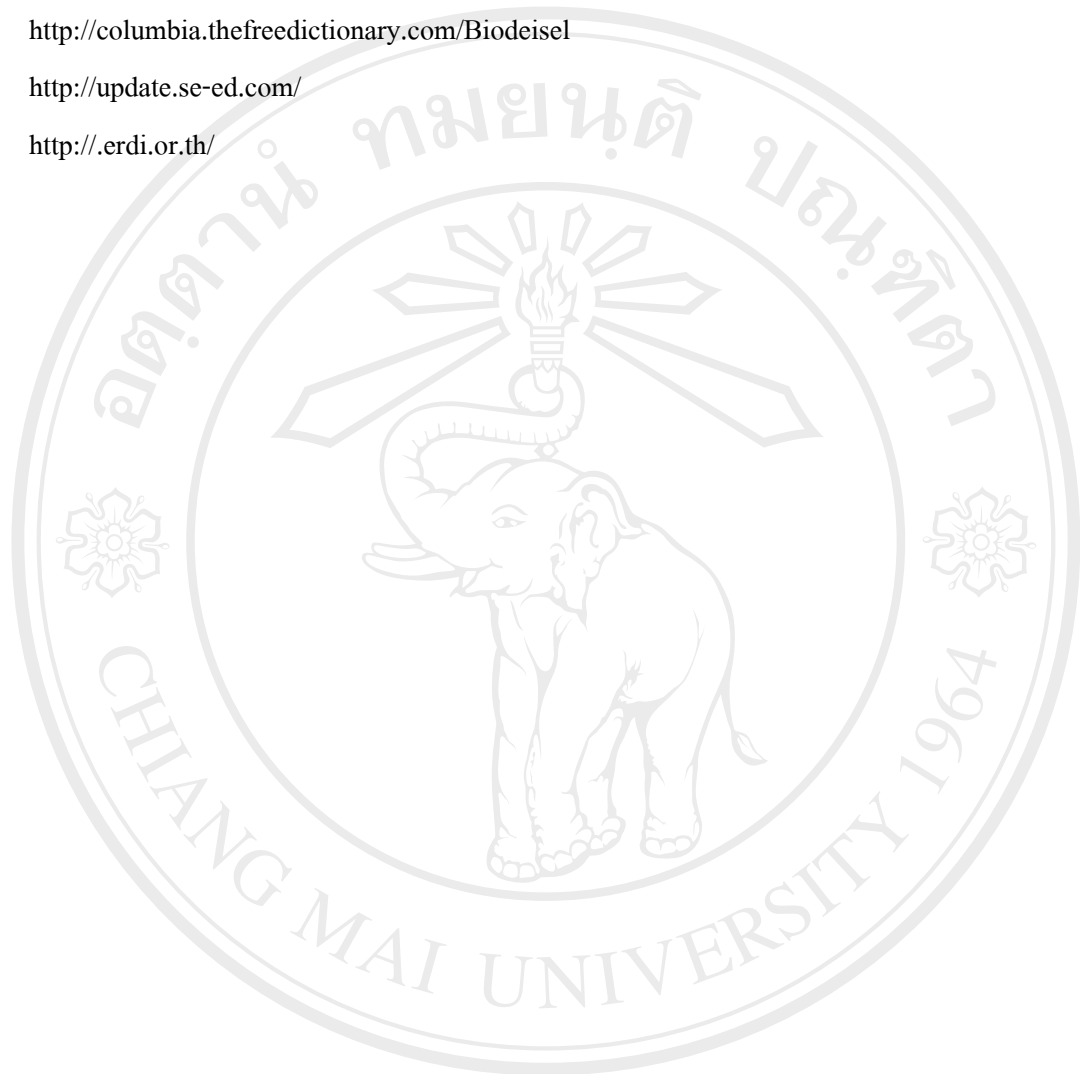 http://columbia.thefreedictionary.com/Biodeisel
http://update.se-ed.com/
http://.erdi.or.th/
อตฺตานํ ทมยนฺติ ปณฺฑิตา
CHIANG MAI UNIVERSITY 1964